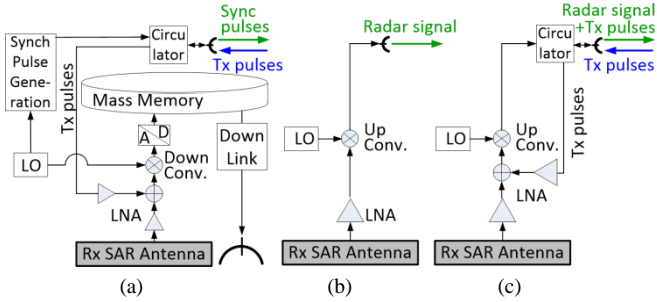 Synch
Pulse
Gene-
ration
Tx pulses
Circu
lator
Sync
pulses
Tx pulses
Mass Memory
A
D
Down
Link
LO
Down
Conv.
LNA
Rx SAR Antenna
(a)
Radar signal
LO
Up
Conv.
LNA
Rx SAR Antenna
(b)
Circu
lator
Radar signal
+Tx pulses
Tx pulses
LO
Up
Conv.
Tx pulses
LNA
Rx SAR Antenna
(c)